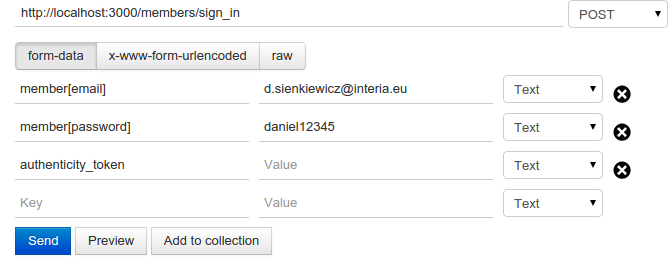 http://localhost:3000/members/sign_in POST
form-data x-www-form-urlencoded raw
member[email] d.sienkiewicz@interia.eu Text
member[password] daniel12345 Text
authenticity_token Value Text
Key Value Text
Send Preview Add to collection